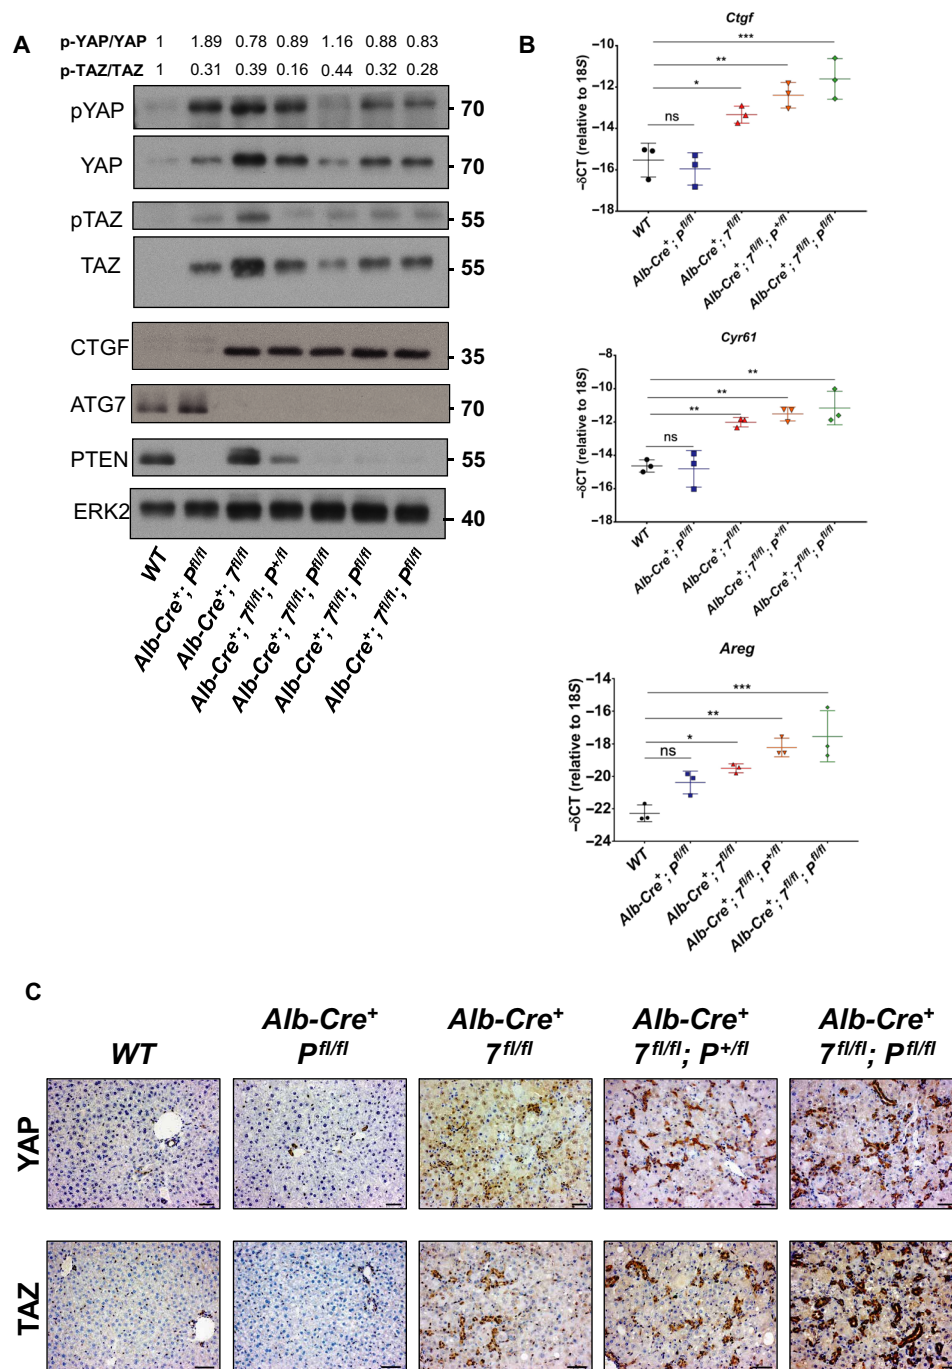 A
p-YAP/YAP 1 1.89 0.78 0.89 1.16 0.88 0.83
p-TAZ/TAZ 1 0.31 0.39 0.16 0.44 0.32 0.28
pYAP 70
YAP 70
pTAZ 55
TAZ 55
CTGF 35
ATG7 70
PTEN 55
ERK2 40
WT
Alb-Cre+; Pfl/fl
Alb-Cre+; 7fl/fl
Alb-Cre+; 7fl/fl; P+/fl
Alb-Cre+; 7fl/fl; Pfl/fl
Alb-Cre+; 7fl/fl; Pfl/fl
Alb-Cre+; 7fl/fl; Pfl/fl
B
Ctgf
−δCT (relative to 18S)
−10
−12
−14
−16
−18
ns
*
**
***
WT
Alb-Cre+; Pfl/fl
Alb-Cre+; 7fl/fl
Alb-Cre+; 7fl/fl; P+/fl
Alb-Cre+; 7fl/fl; Pfl/fl
Cyr61
−δCT (relative to 18S)
−8
−10
−12
−14
−16
−18
ns
**
**
**
WT
Alb-Cre+; Pfl/fl
Alb-Cre+; 7fl/fl
Alb-Cre+; 7fl/fl; P+/fl
Alb-Cre+; 7fl/fl; Pfl/fl
Areg
−δCT (relative to 18S)
−14
−16
−18
−20
−22
−24
ns
*
**
***
WT
Alb-Cre+; Pfl/fl
Alb-Cre+; 7fl/fl
Alb-Cre+; 7fl/fl; P+/fl
Alb-Cre+; 7fl/fl; Pfl/fl
C
WT
Alb-Cre+
Pfl/fl
Alb-Cre+
7fl/fl
Alb-Cre+
7fl/fl; P+/fl
Alb-Cre+
7fl/fl; Pfl/fl
YAP
TAZ